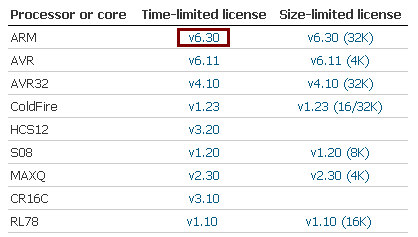 Processor or core Time-limited license Size-limited license
ARM v6.30 v6.30 (32K)
AVR v6.11 v6.11 (4K)
AVR32 v4.10 v4.10 (32K)
ColdFire v1.23 v1.23 (16/32K)
HCS12 v3.20
S08 v1.20 v1.20 (8K)
MAXQ v2.30 v2.30 (4K)
CR16C v3.10
RL78 v1.10 v1.10 (16K)